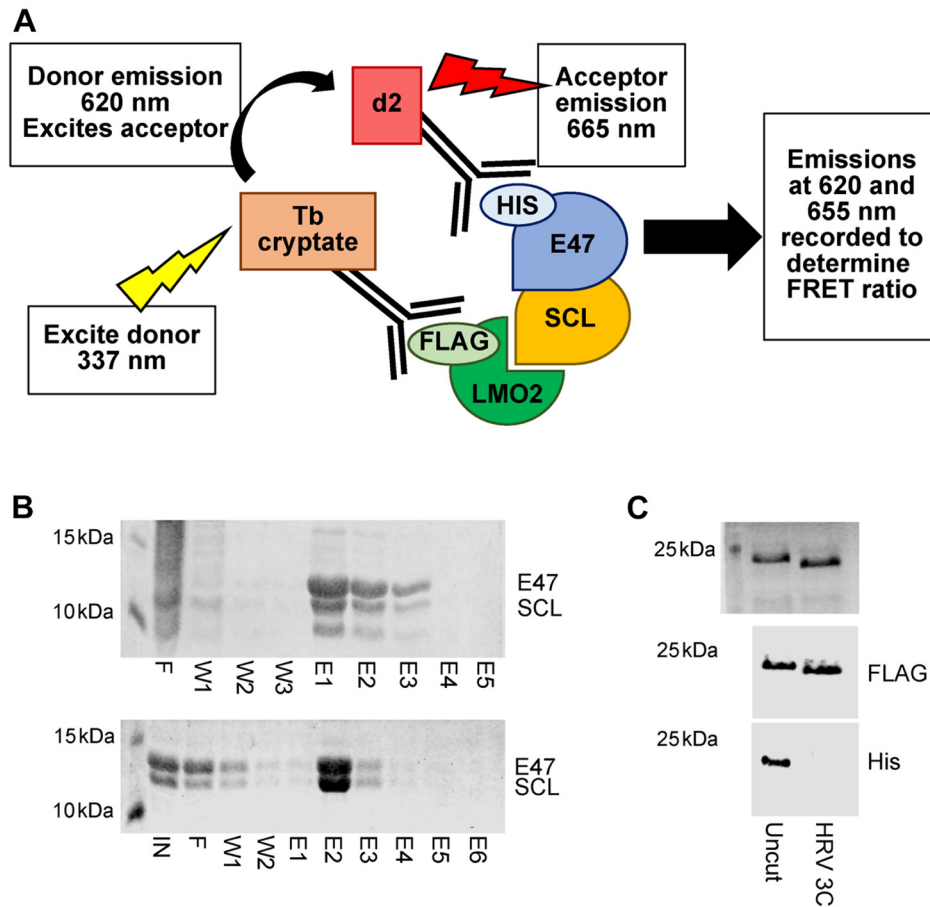 A
Donor emission
620 nm
Excites acceptor
d2
Acceptor
emission
665 nm
Tb
cryptate
HIS
E47
SCL
FLAG
LMO2
Excite donor
337 nm
Emissions
at 620 and
655 nm
recorded to
determine
FRET ratio
B
15kDa
10kDa
E47
SCL
F W1 W2 W3 E1 E2 E3 E4 E5
15kDa
10kDa
E47
SCL
IN F W1 W2 E1 E2 E3 E4 E5 E6
C
25kDa
25kDa
FLAG
25kDa
His
Uncut
HRV 3C